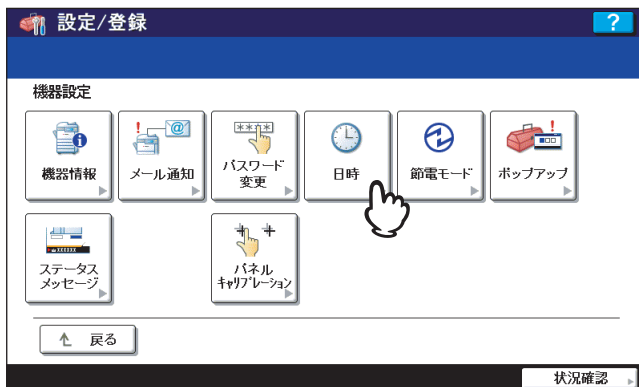 設定/登録
?
機器設定
機器情報
メール通知
パスワード
変更
日時
節電モード
ポップアップ
ステータス
メッセージ
パネル
キャリブレーション
戻る
状況確認